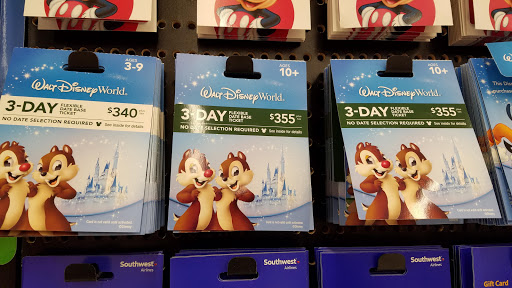 AGES 3-9
Walt Disney World.
3-DAY FLEXIBLE DATE BASE TICKET $340
NO DATE SELECTION REQUIRED See inside for details
AGES 10+
Walt Disney World.
3-DAY FLEXIBLE DATE BASE TICKET $355
NO DATE SELECTION REQUIRED See inside for details
10+
Walt Disney World.
3-DAY FLEXIBLE DATE BASE TICKET $355
NO DATE SELECTION REQUIRED See inside for details
Southwest
Airlines
Southwest
Airlines
Southwest
Airlines
Gift Card